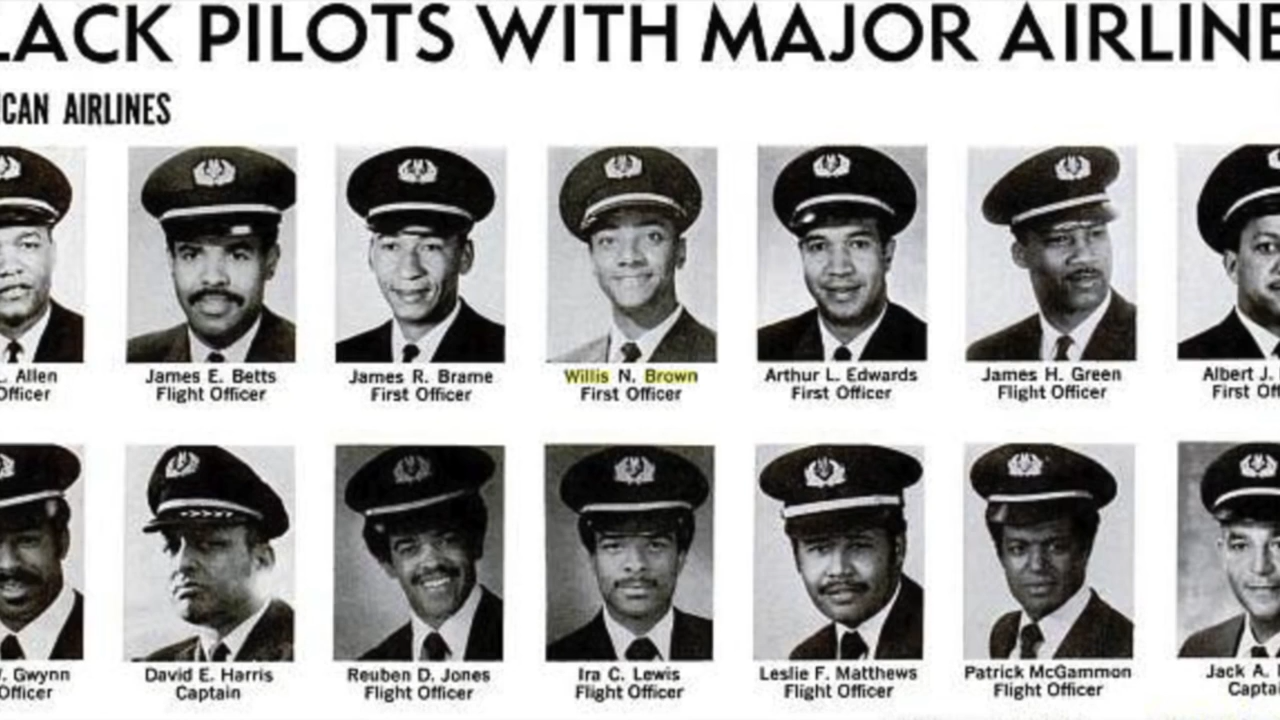 LACK PILOTS WITH MAJOR AIRLINE
ICAN AIRLINES
L. Allen
Officer
James E. Betts
Flight Officer
James R. Brame
First Officer
Willis N. Brown
First Officer
Arthur L. Edwards
First Officer
James H. Green
Flight Officer
Albert J.
First Off
. Gwynn
Officer
David E. Harris
Captain
Reuben D. Jones
Flight Officer
Ira C. Lewis
Flight Officer
Leslie F. Matthews
Flight Officer
Patrick McGammon
Flight Officer
Jack A.
Captai